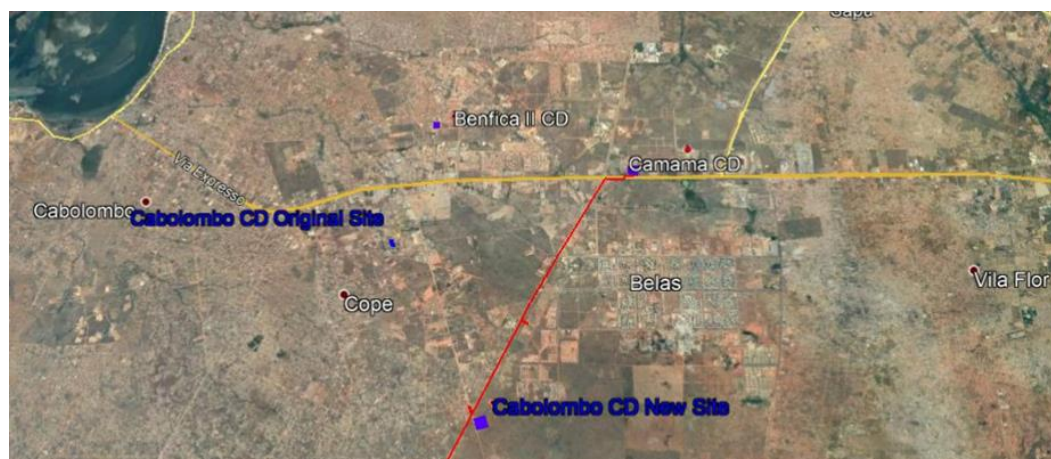 Sapu
Benfica II CD
Via Expresso
Camama CD
Cabolombo
Cabolombo CD Original Site
Belas
Vila Flor
Cope
Cabolombo CD New Site